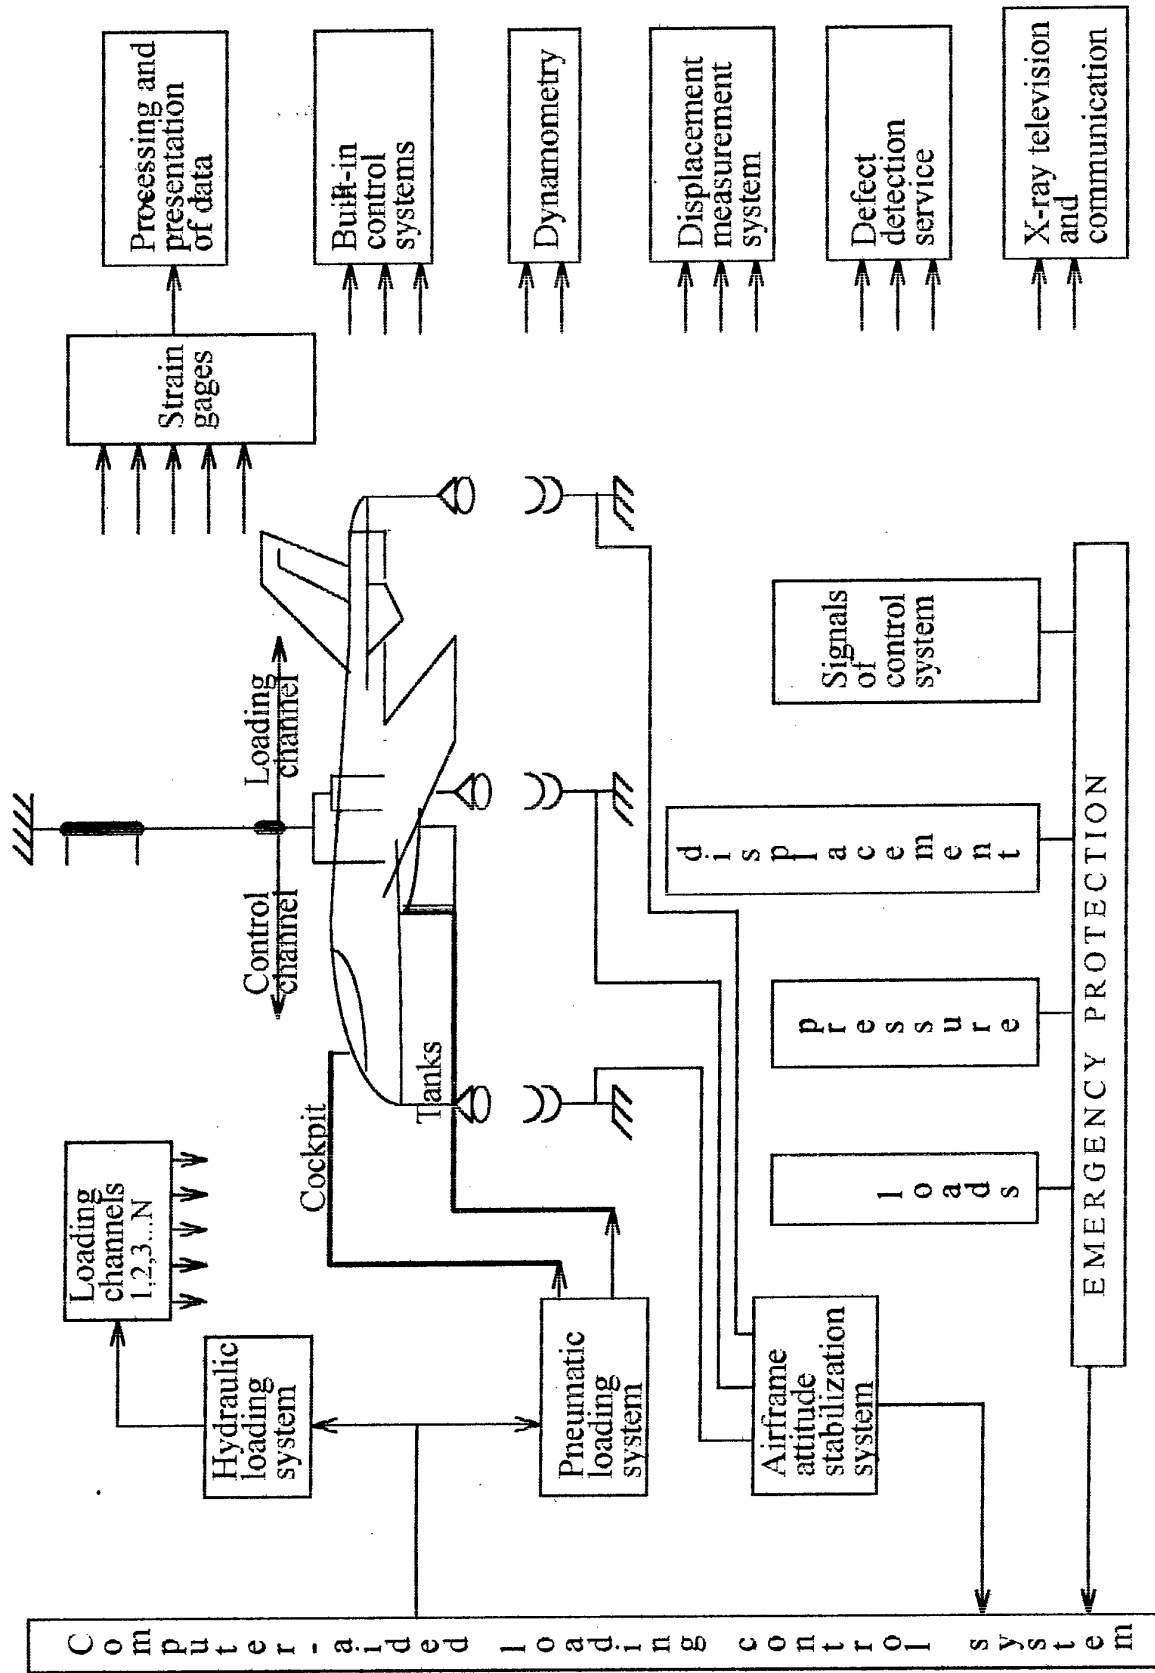 Computer-aided loading control system
Hydraulic
loading
system
Loading
channels
1,2,3...N
Pneumatic
loading
system
Airframe
attitude
stabilization
system
Cockpit
Tanks
Control
channel
Loading
channel
Strain
gages
Processing and
presentation
of data
Built-in
control
systems
Dynamometry
Displacement
measurement
system
Defect
detection
service
X-ray television
and
communication
loads
pressure
displacement
Signals
of
control
system
EMERGENCY PROTECTION